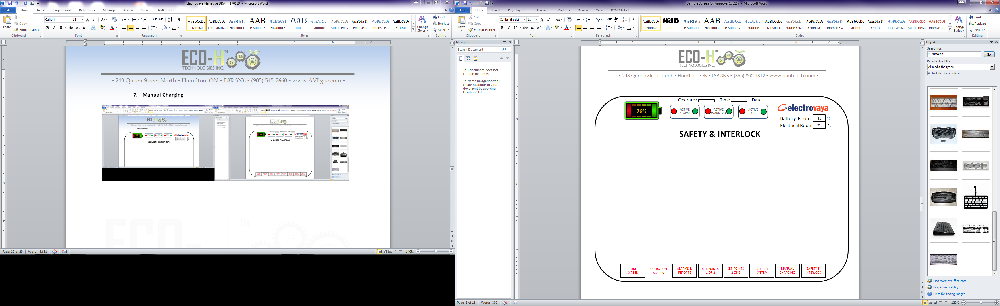 Electrovaya Narrative DRAFT 170119 - Microsoft Word
File Home Insert Page Layout References Mailings Review View DYMO Label
Paste
Cut
Copy
Format Painter
Clipboard
Calibri 11
Font
Paragraph
AaBbCcDc ¶ Normal
AaBbCcDc ¶ No Spaci...
AaBbC Heading 1
AAB Heading 2
AaBbCcI Heading 3
AaB Title
AaBbCc. Subtitle
AaBbCcDc Subtle Em...
AaBbCcDc Emphasis
AaBbCcDc Intense E...
AaBbCcDc Strong
Styles
Change Styles
Find
Replace
Select
Editing
ECO-H™
TECHNOLOGIES INC.
• 243 Queen Street North • Hamilton, ON • L8R 3N6 • (905) 545-7660 • www.AVLgoc.com •
7. Manual Charging
electrovaya
MANUAL CHARGING
electrovaya
MANUAL CHARGING
ECO-H™
Page: 20 of 29 Words: 4,631
140%
Sample Screen for Approval 170117 - Microsoft Word
File Home Insert Page Layout References Mailings Review View DYMO Label
Paste
Cut
Copy
Format Painter
Clipboard
Calibri (Body) 11
Font
Paragraph
AaBbCcDc ¶ Normal
AaB Title
AaBbC Heading 1
AAB Heading 2
AaBbCcI Heading 3
AaBbCc. Subtitle
AaBbCcDc ¶ No Spaci...
AaBbCcDc Subtle Em...
AaBbCcDc Emphasis
AaBbCcDc Intense E...
AaBbCcDc Strong
AaBbCcDc Quote
AaBbCcDc Intense Q...
AaBbCcDc Subtle Ref...
AaBbCcDc Intense R...
Styles
Change Styles
Find
Replace
Select
Editing
Navigation
Search Document
This document does not
contain headings.
To create navigation tabs,
create headings in your
document by applying
Heading Styles.
ECO-H™
TECHNOLOGIES INC.
• 243 Queen Street North • Hamilton, ON • L8R 3N6 • (855) 800-4812 • www.ecohtech.com •
Operator Time Date
76%
ACTIVE ALARM
ACTIVE WARNING
ACTIVE FAULT
electrovaya
Battery Room 21 °C
Electrical Room 21 °C
SAFETY & INTERLOCK
HOME SCREEN
OPERATION SCREEN
ALARMS & REPORTS
SET-POINTS 1 OF 2
SET-POINTS 2 OF 2
BATTERY SYSTEM
MANUAL CHARGING
SAFETY & INTERLOCK
Page: 8 of 11 Words: 802
120%
Clip Art
Search for:
KEYBOARD Go
Results should be:
All media file types
Include Bing content
Find more at Office.com
Bing Privacy Policy
Hints for finding images